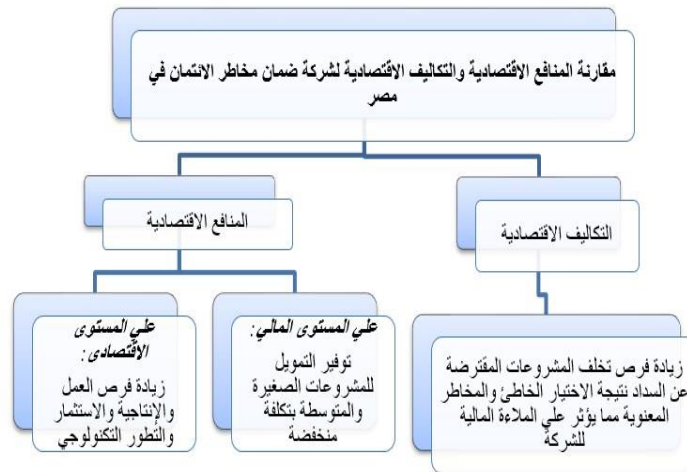 مقارنة المنافع الاقتصادية والتكاليف الاقتصادية لشركة ضمان مخاطر الائتمان في
مصر
المنافع الاقتصادية
التكاليف الاقتصادية
علي المستوى
الاقتصادى :
زيادة فرص العمل
والإنتاجية والاستثمار
والتطور التكنولوجي
علي المستوى المالي :
توفير التمويل
للمشروعات الصغيرة
والمتوسطة بتكلفة
منخفضة
زيادة فرص تخلف المشروعات المقترضة
عن السداد نتيجة الاختيار الخاطئ والمخاطر
المعنوية مما يؤثر علي الملاءة المالية
للشركة